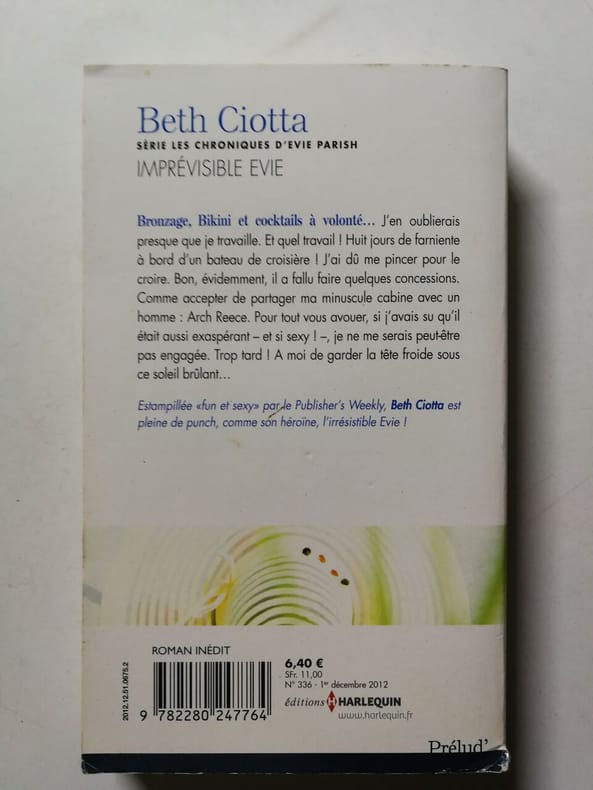 Beth Ciotta
SÉRIE LES CHRONIQUES D'EVIE PARISH
IMPRÉVISIBLE EVIE
Bronzage, Bikini et cocktails à volonté... J'en oublierais
presque que je travaille. Et quel travail ! Huit jours de farniente
à bord d'un bateau de croisière ! J'ai dû me pincer pour le
croire. Bon, évidemment, il a fallu faire quelques concessions.
Comme accepter de partager ma minuscule cabine avec un
homme : Arch Reece. Pour tout vous avouer, si j'avais su qu'il
était aussi exaspérant – et si sexy ! –, je ne me serais peut-être
pas engagée. Trop tard ! A moi de garder la tête froide sous
ce soleil brûlant...
Estampillée «fun et sexy» par le Publisher's Weekly, Beth Ciotta est
pleine de punch, comme son héroïne, l'irrésistible Evie !
ROMAN INÉDIT
2012.12.51.0675.2
9 782280 247764
6,40 €
SFr. 11,00
N° 336 - 1er décembre 2012
éditions H HARLEQUIN
www.harlequin.fr
Prélud'